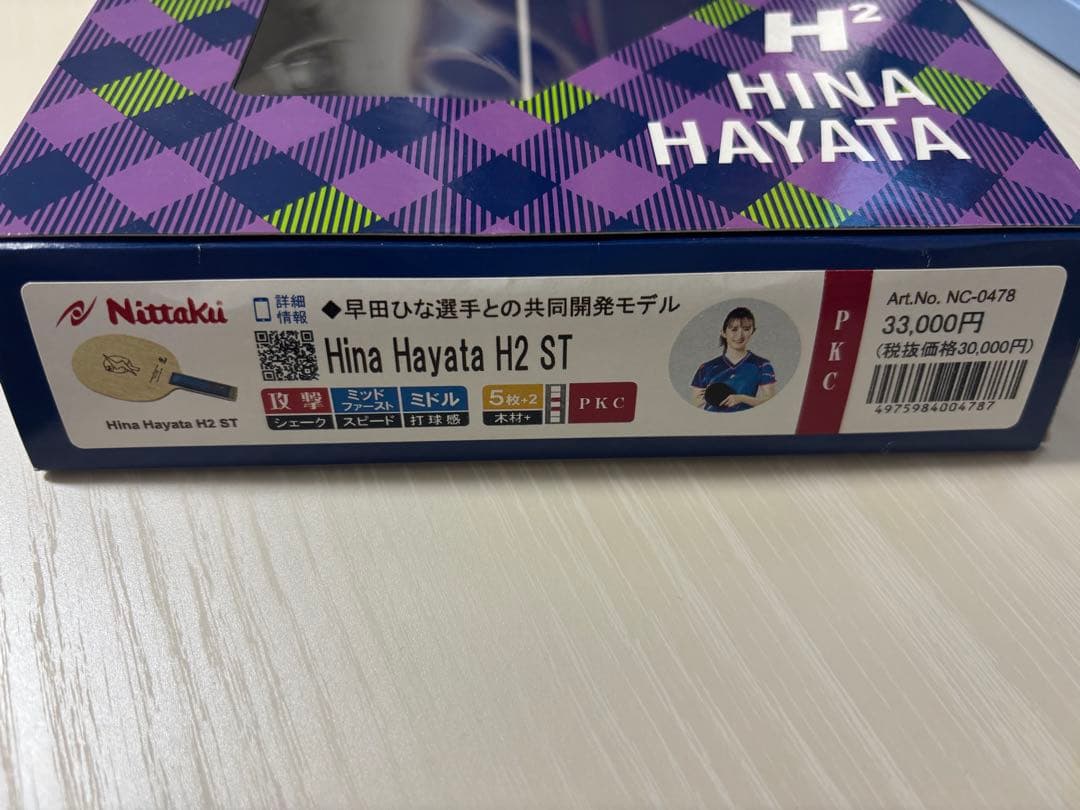 H²
HINA
HAYATA
Nittaku
詳細
情報
◆早田ひな選手との共同開発モデル
Hina Hayata H2 ST
攻撃
シェーク
ミッド
ファースト
スピード
ミドル
打球感
5枚+2
木材+
PKC
Hina Hayata H2 ST
PKC
Art.No. NC-0478
33,000円
(税抜価格30,000円)
4975984004787